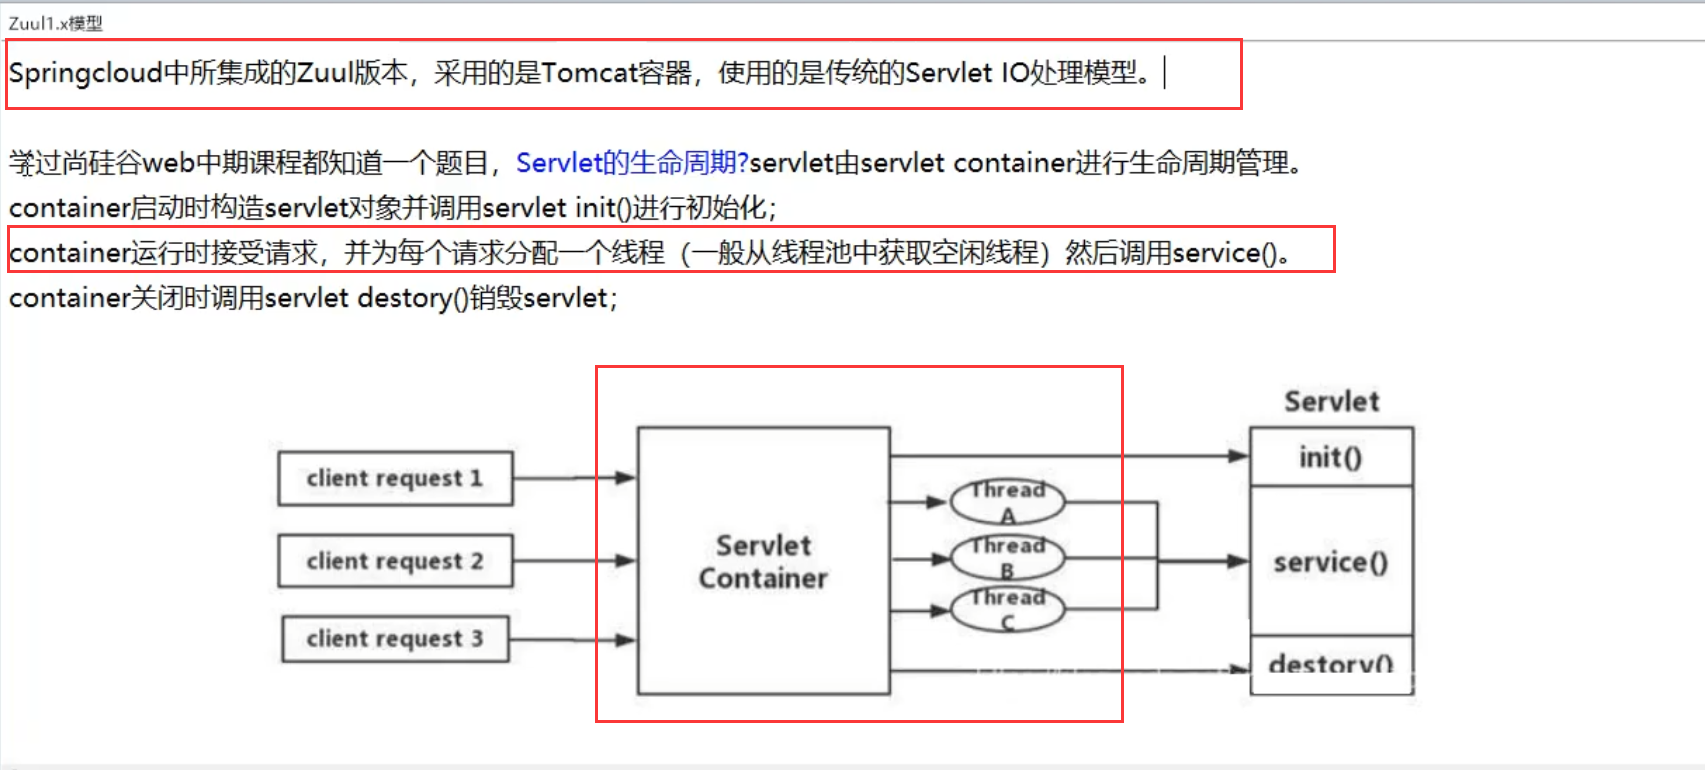 Zuul1.x模型
Springcloud中所集成的Zuul版本，采用的是Tomcat容器，使用的是传统的Servlet IO处理模型。
学过尚硅谷web中期课程都知道一个题目，Servlet的生命周期?servlet由servlet container进行生命周期管理。
container启动时构造servlet对象并调用servlet init()进行初始化；
container运行时接受请求，并为每个请求分配一个线程（一般从线程池中获取空闲线程）然后调用service()。
container关闭时调用servlet destory()销毁servlet；
Servlet
init()
client request 1
Thread
A
client request 2
Servlet
Container
Thread
B
service()
Thread
C
client request 3
destory()